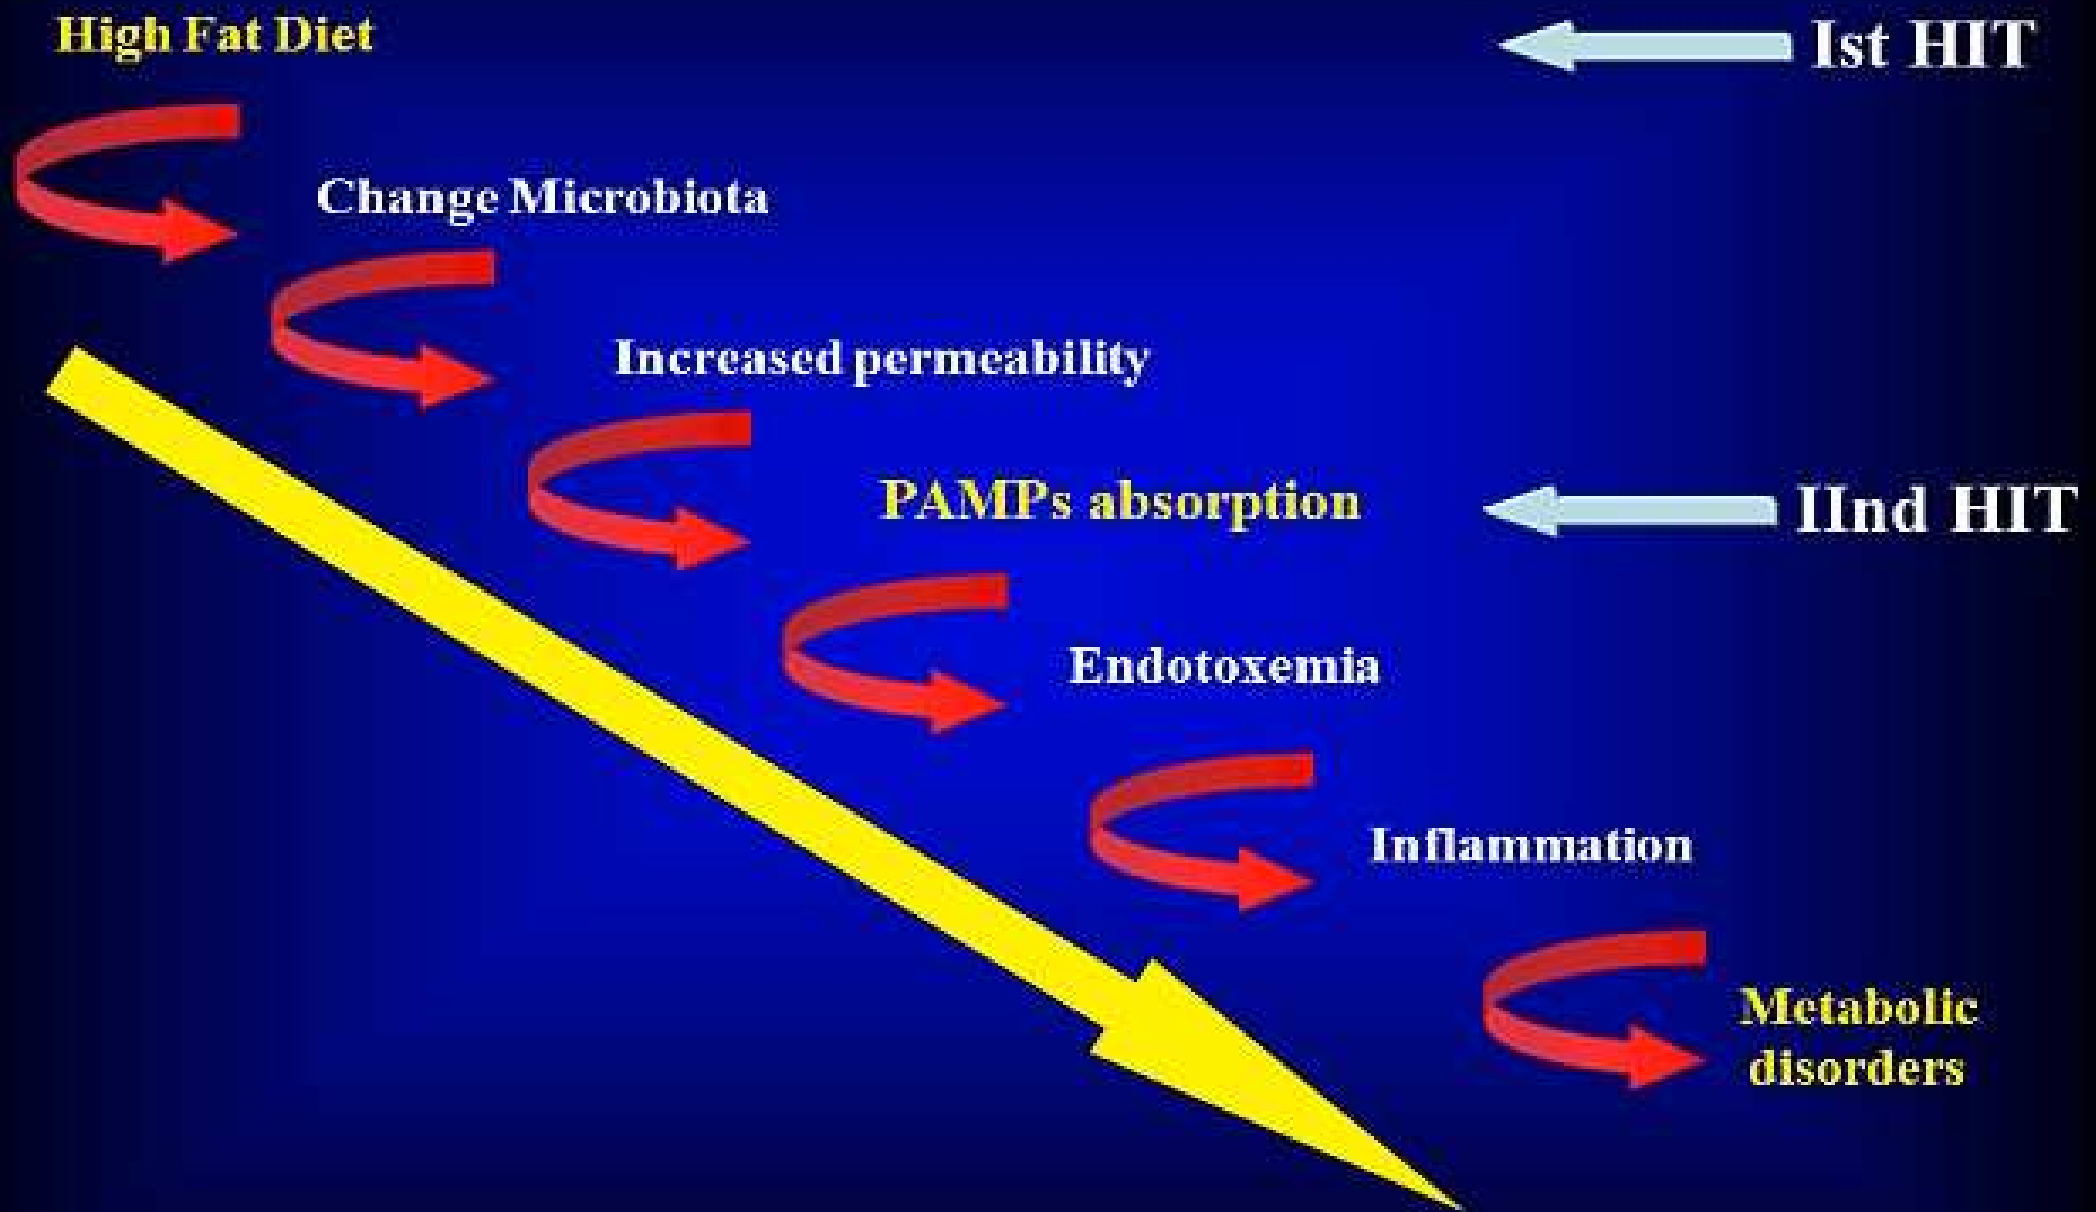 High Fat Diet
Ist HIT
Change Microbiota
Increased permeability
PAMPs absorption
IInd HIT
Endotoxemia
Inflammation
Metabolic
disorders